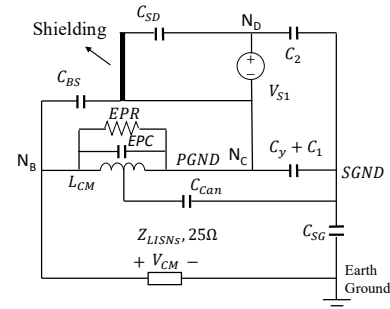 C_SD
N_D
Shielding
C_2
C_BS
V_S1
EPR
EPC
N_B
PGND
N_C
C_y + C_1
SGND
L_CM
C_Can
C_SG
Z_LISNs, 25Ω
+ V_CM −
Earth
Ground